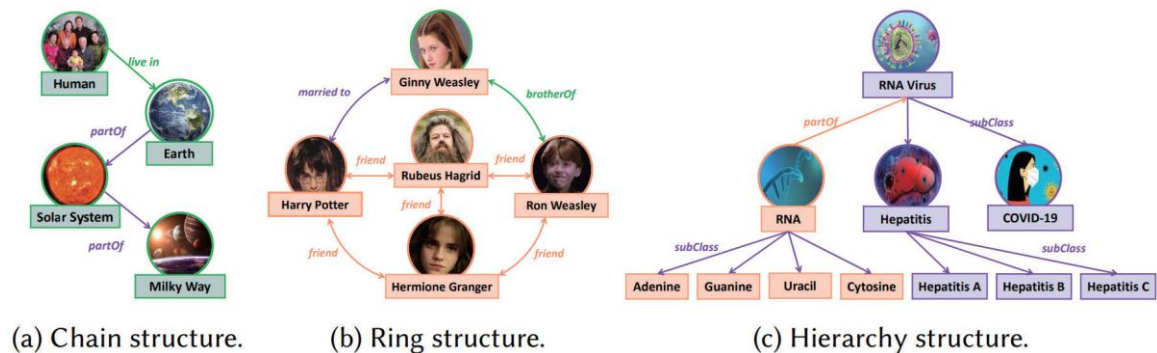 Human
live in
Earth
partOf
Solar System
partOf
Milky Way
(a) Chain structure.
Ginny Weasley
married to
brotherOf
Harry Potter
friend
Rubeus Hagrid
friend
Ron Weasley
friend
friend
Hermione Granger
friend
(b) Ring structure.
RNA Virus
partOf
subClass
RNA
Hepatitis
COVID-19
subClass
subClass
Adenine
Guanine
Uracil
Cytosine
Hepatitis A
Hepatitis B
Hepatitis C
(c) Hierarchy structure.